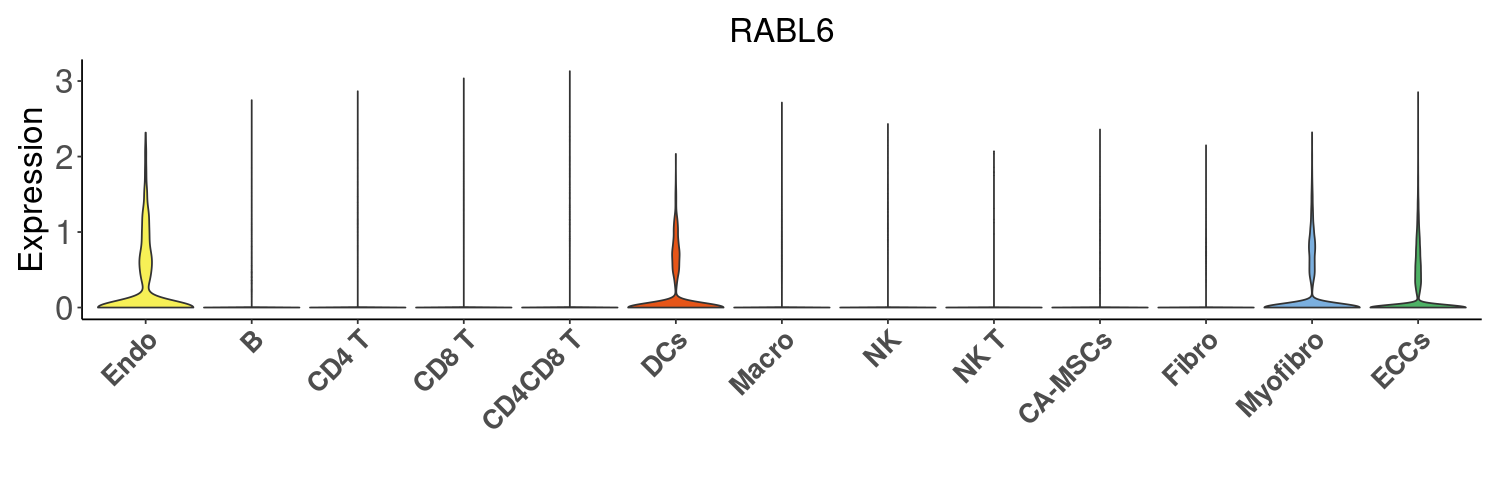 RABL6
Expression
3
2
1
0
Endo
B
CD4 T
CD8 T
CD4CD8 T
DCs
Macro
NK
NK T
CA-MSCs
Fibro
Myofibro
ECCs